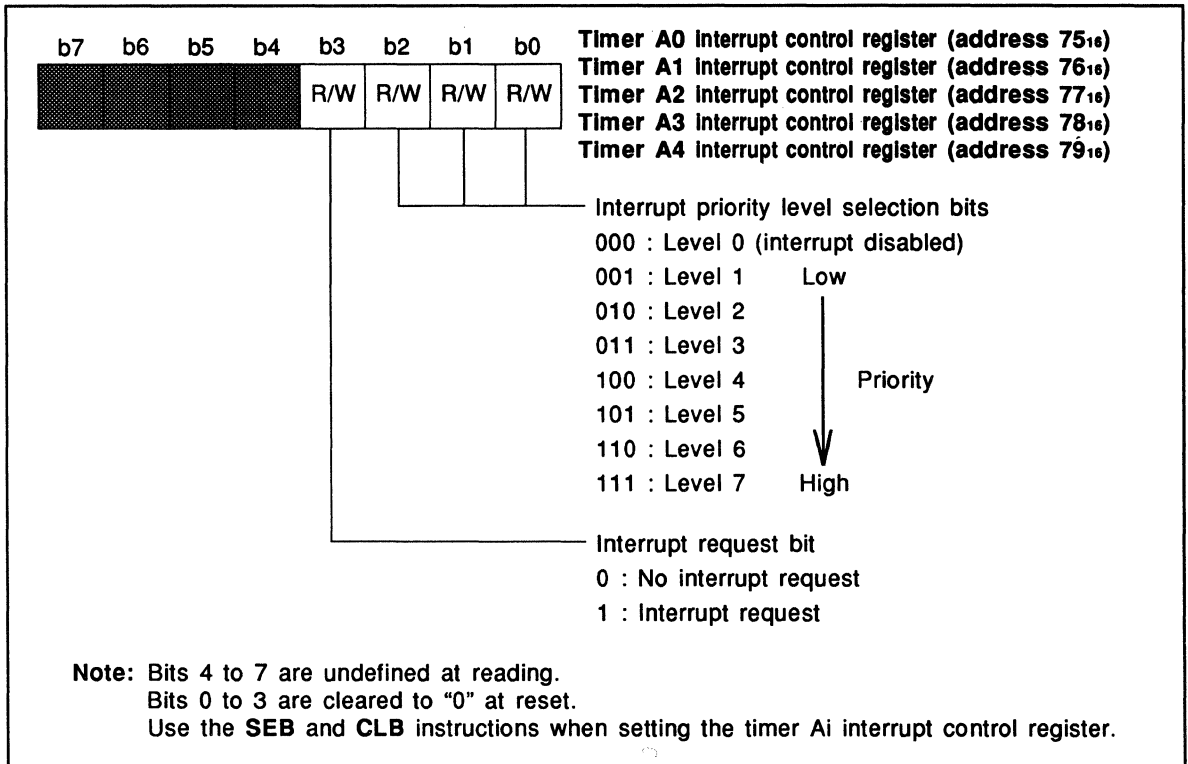 b7 b6 b5 b4 b3 b2 b1 b0
R/W R/W R/W R/W
Timer A0 interrupt control register (address 75₁₆)
Timer A1 interrupt control register (address 76₁₆)
Timer A2 interrupt control register (address 77₁₆)
Timer A3 interrupt control register (address 78₁₆)
Timer A4 interrupt control register (address 79₁₆)
Interrupt priority level selection bits
000 : Level 0 (interrupt disabled)
001 : Level 1 Low
010 : Level 2
011 : Level 3
100 : Level 4 Priority
101 : Level 5
110 : Level 6
111 : Level 7 High
Interrupt request bit
0 : No interrupt request
1 : Interrupt request
Note: Bits 4 to 7 are undefined at reading.
Bits 0 to 3 are cleared to “0” at reset.
Use the SEB and CLB instructions when setting the timer Ai interrupt control register.